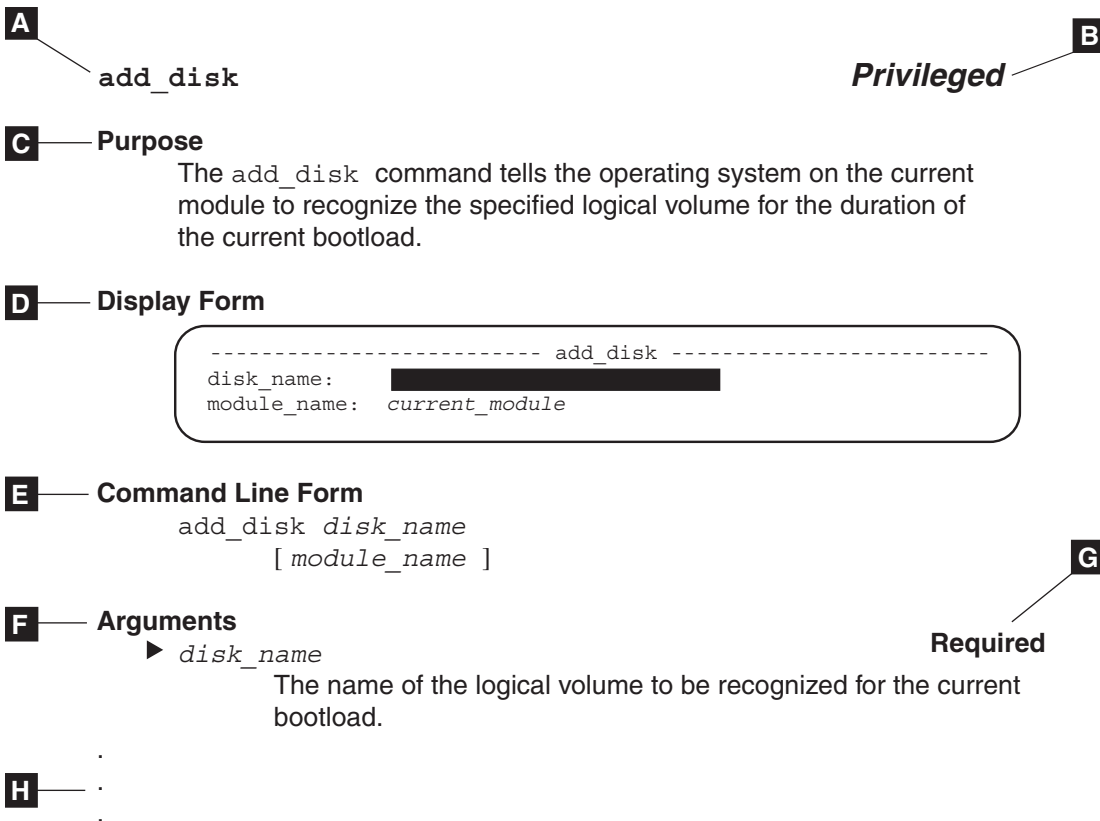 A
B
add_disk Privileged
C Purpose
The add_disk command tells the operating system on the current
module to recognize the specified logical volume for the duration of
the current bootload.
D Display Form
-------------------------- add_disk -------------------------
disk_name:
module_name: current_module
E Command Line Form
add_disk disk_name
[ module_name ]
G
F Arguments
Required
▶ disk_name
The name of the logical volume to be recognized for the current
bootload.
.
H .
.